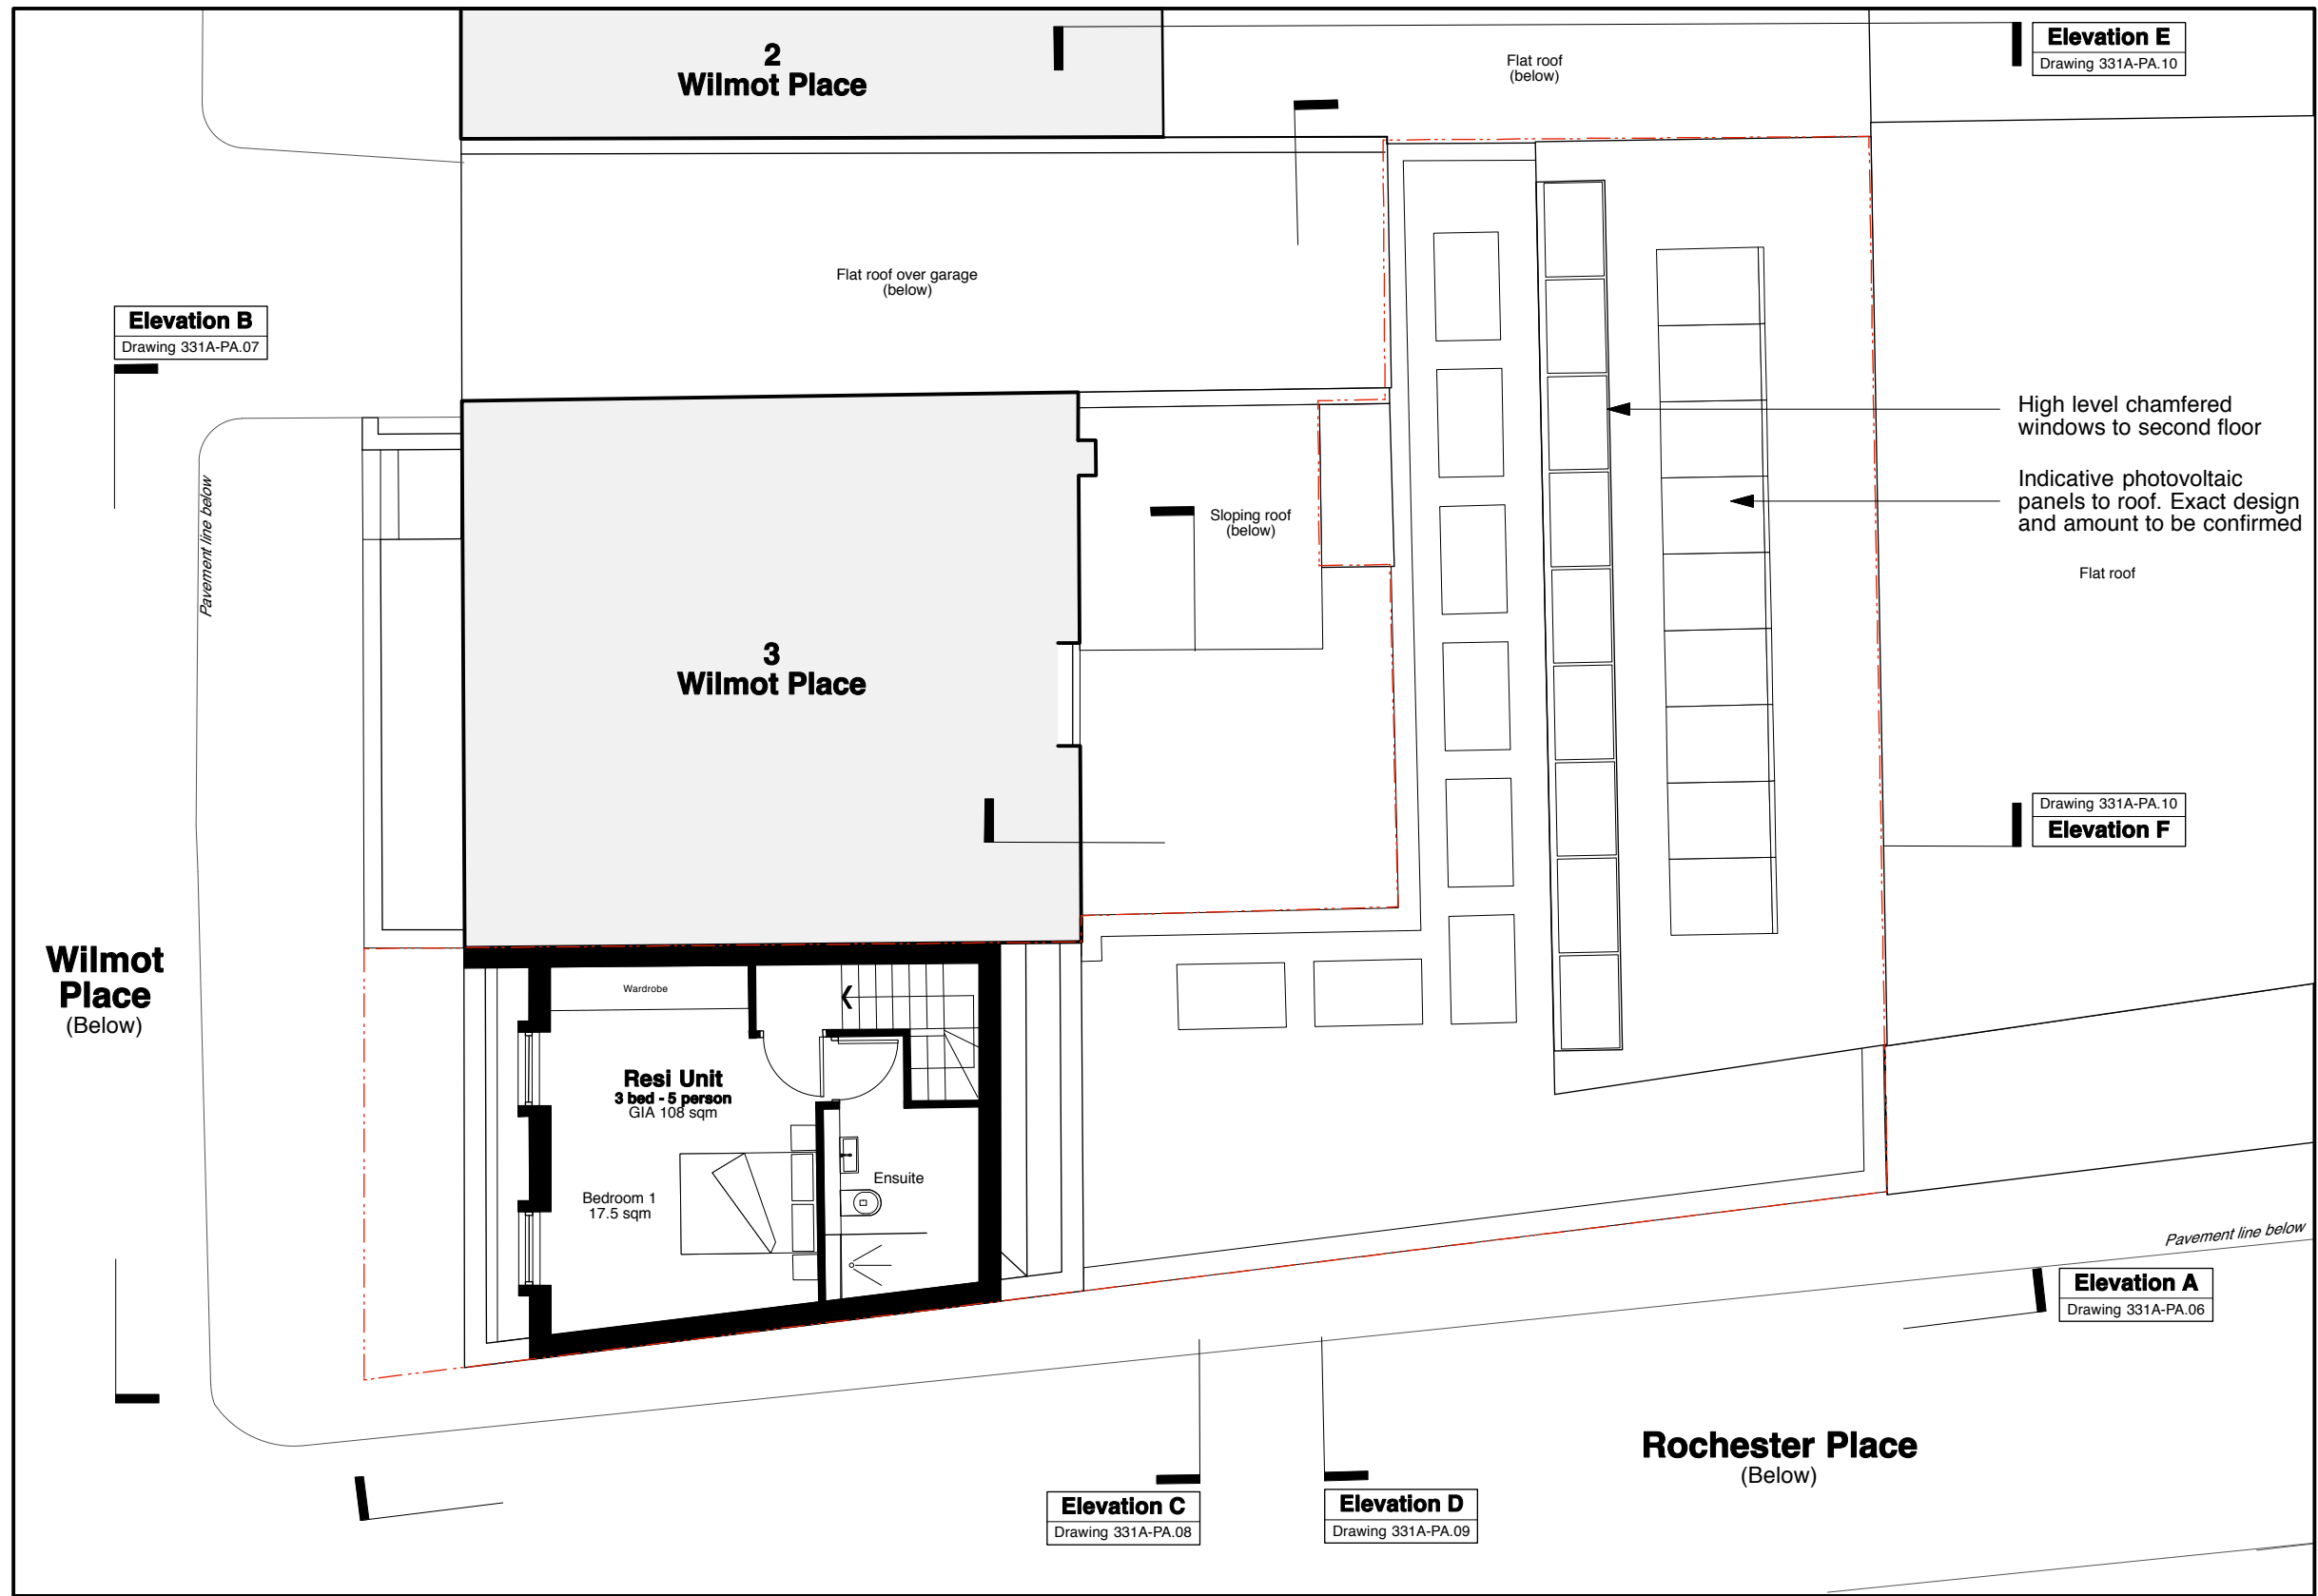 2
Wilmot Place
Flat roof
(below)
Elevation E
Drawing 331A-PA.10
Flat roof over garage
(below)
Elevation B
Drawing 331A-PA.07
High level chamfered
windows to second floor
Indicative photovoltaic
panels to roof. Exact design
and amount to be confirmed
Pavement line below
Sloping roof
(below)
Flat roof
3
Wilmot Place
Drawing 331A-PA.10
Elevation F
Wilmot
Place
(Below)
Wardrobe
Resi Unit
3 bed - 5 person
GIA 108 sqm
Ensuite
Bedroom 1
17.5 sqm
Pavement line below
Elevation A
Drawing 331A-PA.06
Rochester Place
(Below)
Elevation C
Drawing 331A-PA.08
Elevation D
Drawing 331A-PA.09